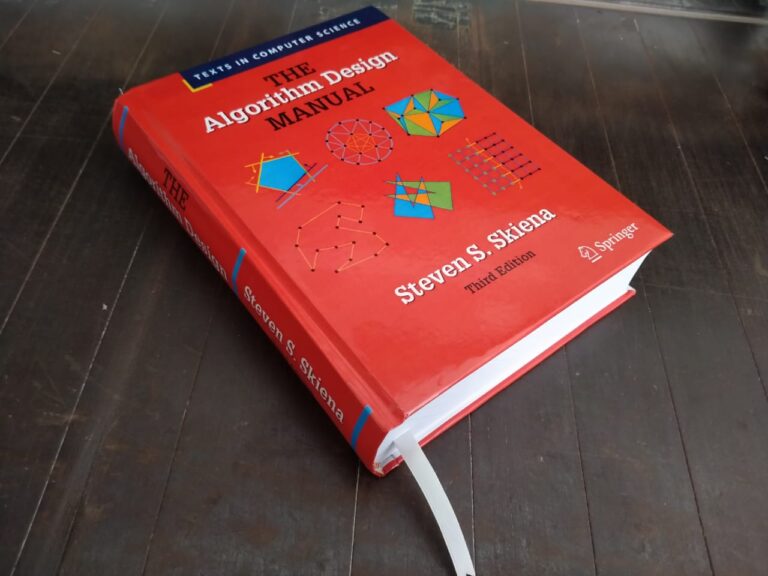 TEXTS IN COMPUTER SCIENCE
THE
Algorithm Design
MANUAL
Steven S. Skiena
Third Edition
Springer
THE
Algorithm Design
Steven S. Skiena